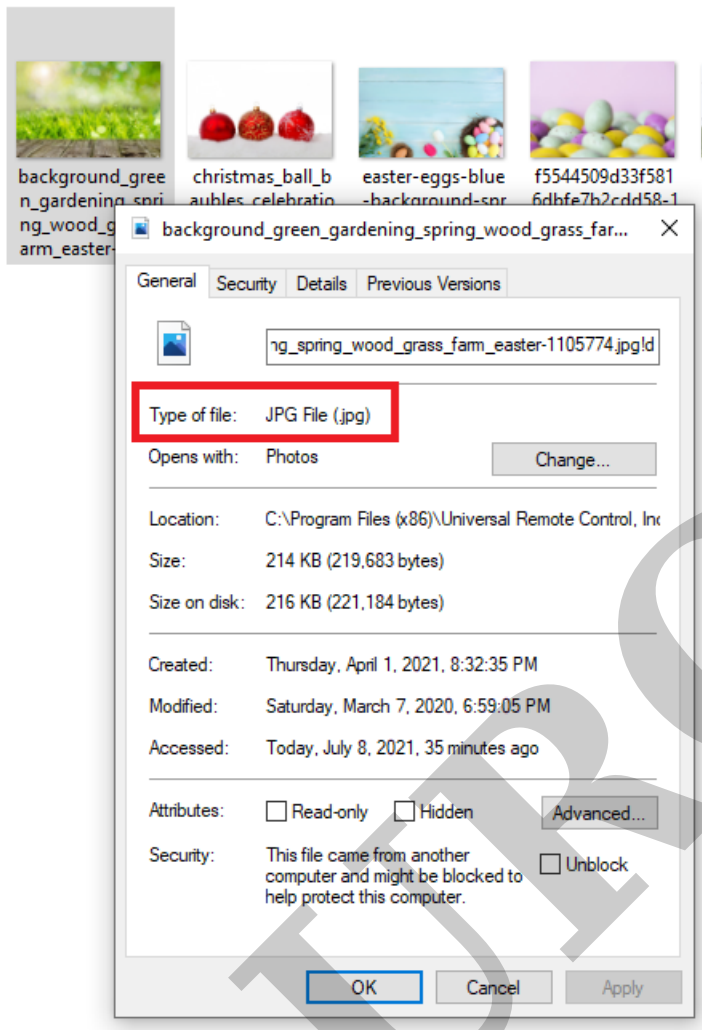 background_gree
n_gardening_spri
ng_wood_g
arm_easter-
christmas_ball_b
aubles_celebratio
easter-eggs-blue
-background-spr
f5544509d33f581
6dbfe7b2cdd58-1
background_green_gardening_spring_wood_grass_far...
General Security Details Previous Versions
ng_spring_wood_grass_farm_easter-1105774.jpg!d
Type of file: JPG File (.jpg)
Opens with: Photos Change...
Location: C:\Program Files (x86)\Universal Remote Control, Inc
Size: 214 KB (219,683 bytes)
Size on disk: 216 KB (221,184 bytes)
Created: Thursday, April 1, 2021, 8:32:35 PM
Modified: Saturday, March 7, 2020, 6:59:05 PM
Accessed: Today, July 8, 2021, 35 minutes ago
Attributes: Read-only Hidden Advanced...
Security: This file came from another
computer and might be blocked to
help protect this computer.
Unblock
OK Cancel Apply
URC